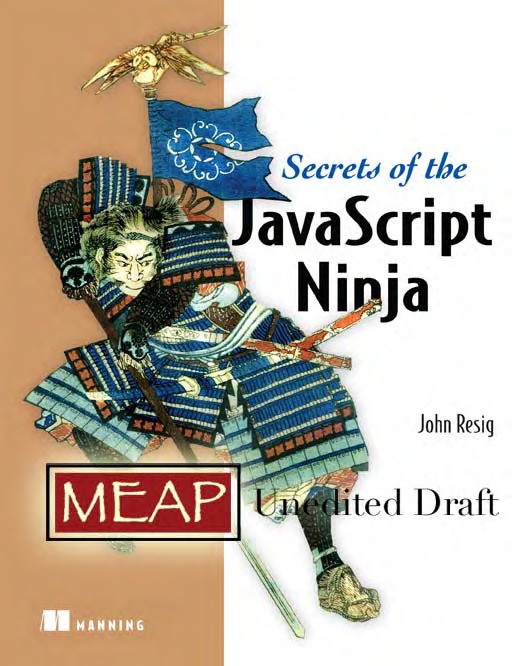 Secrets of the
JavaScript
Ninja
John Resig
MEAP
Unedited Draft
MANNING